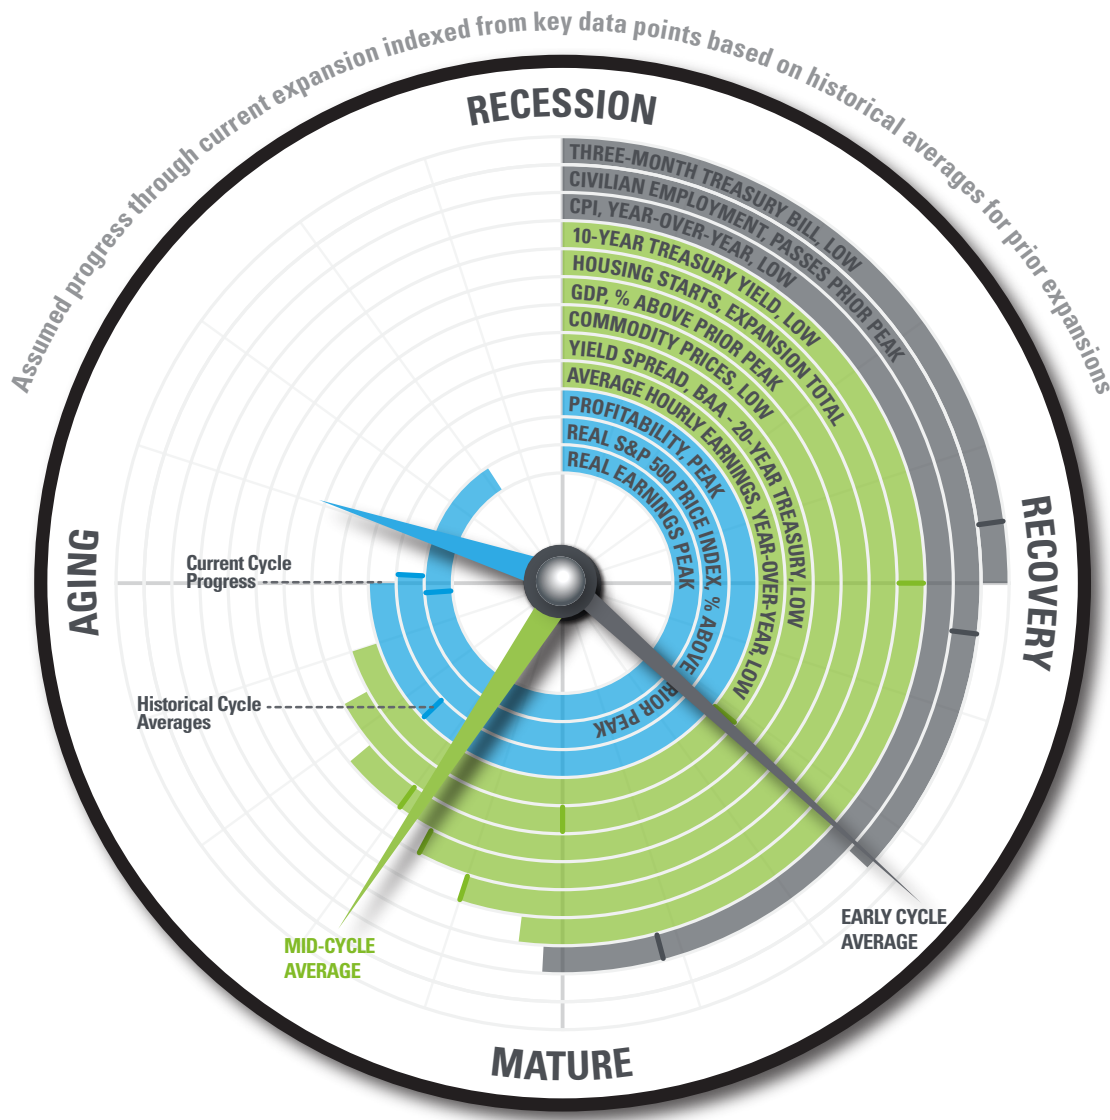 Assumed progress through current expansion indexed from key data points based on historical averages for prior expansions
RECESSION
THREE-MONTH TREASURY BILL, LOW
CIVILIAN EMPLOYMENT, PASSES PRIOR PEAK
CPI, YEAR-OVER-YEAR, LOW
10-YEAR TREASURY YIELD, LOW
HOUSING STARTS, EXPANSION TOTAL
GDP, % ABOVE PRIOR PEAK
COMMODITY PRICES, LOW
YIELD SPREAD, BAA - 20-YEAR TREASURY, LOW
AVERAGE HOURLY EARNINGS, YEAR-OVER-YEAR, LOW
PROFITABILITY, PEAK
REAL S&P 500 PRICE INDEX, % ABOVE PRIOR PEAK
REAL EARNINGS PEAK
RECOVERY
AGING
Current Cycle
Progress
Historical Cycle
Averages
EARLY CYCLE
AVERAGE
MID-CYCLE
AVERAGE
MATURE